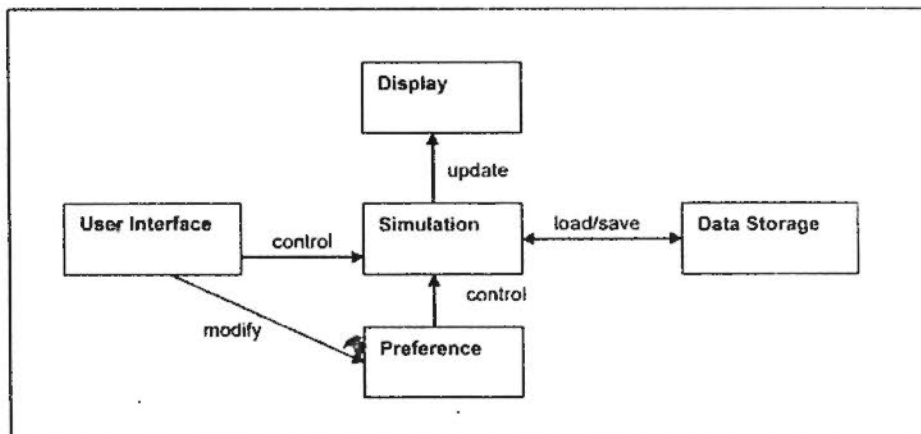 Display
update
User Interface
control
Simulation
load/save
Data Storage
control
modify
Preference